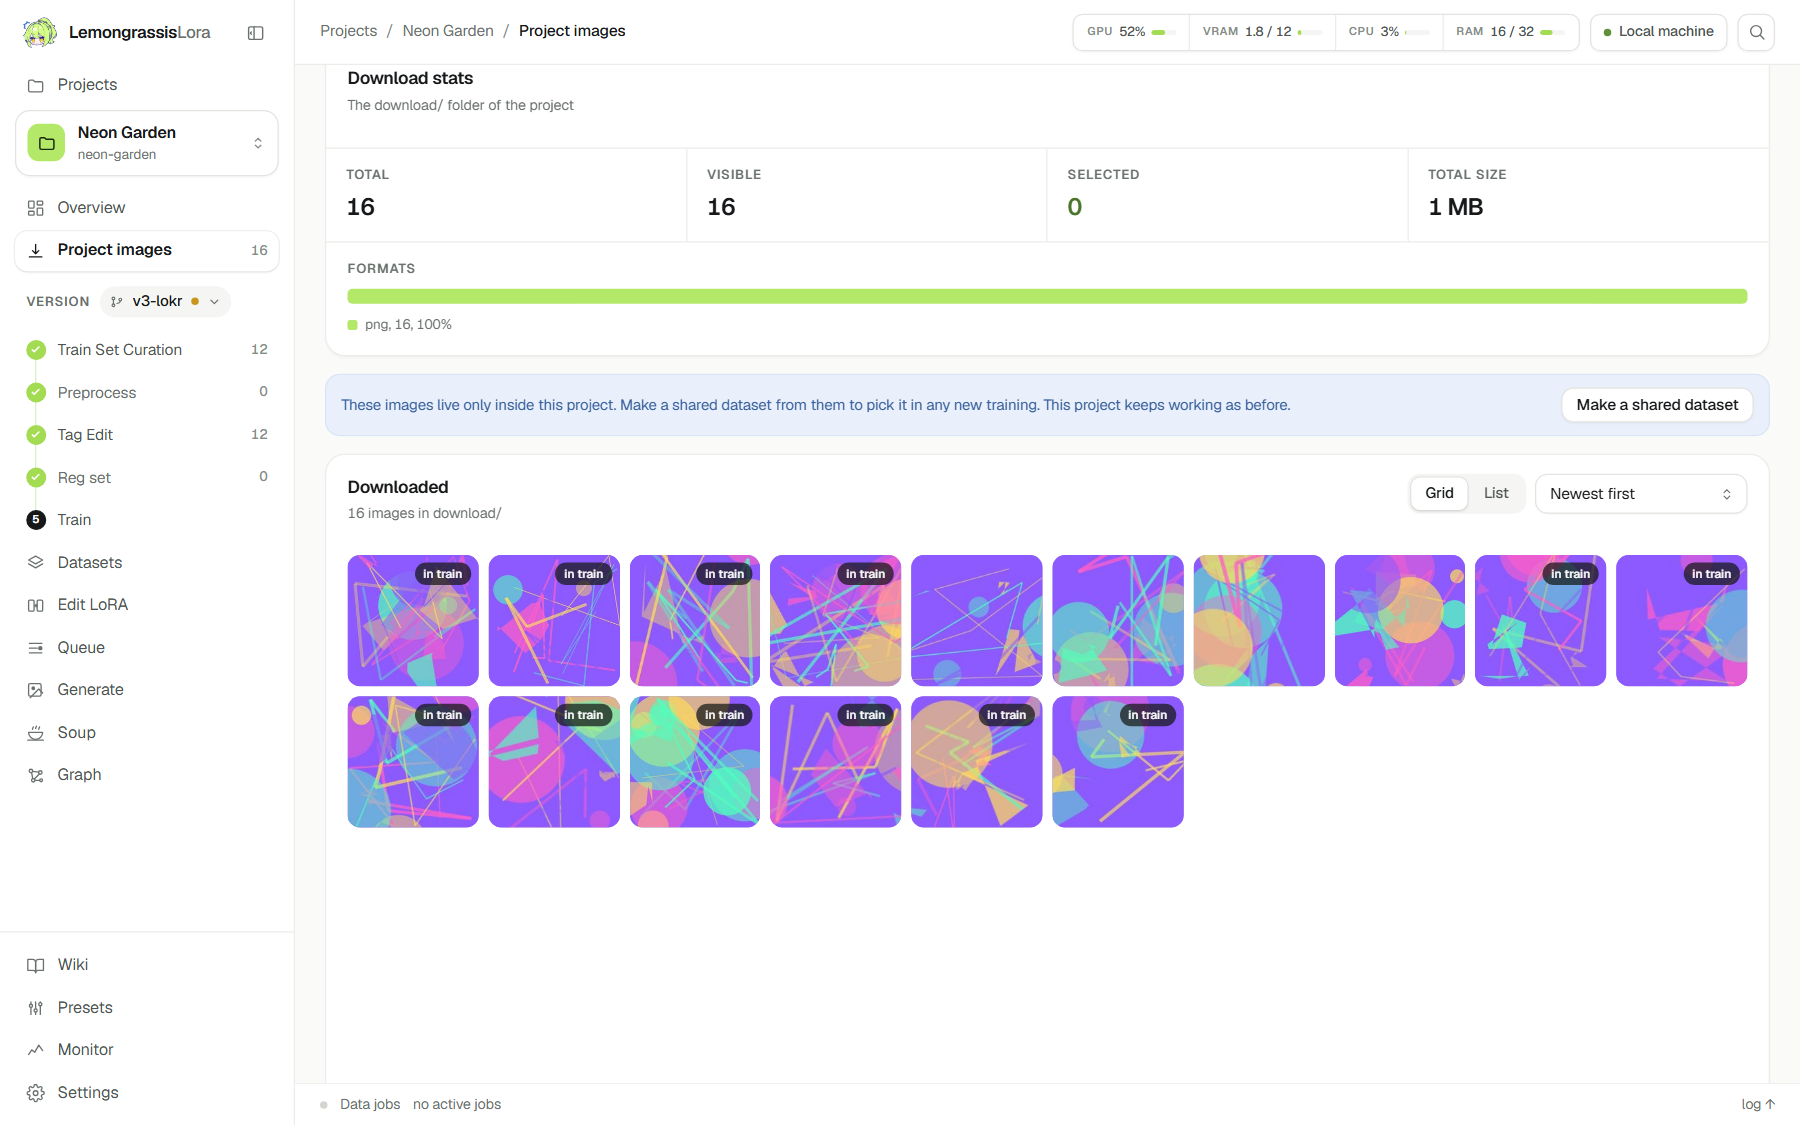 LemongrassisLora
Projects
Neon Garden
neon-garden
Overview
Project images 16
VERSION v3-lokr
Train Set Curation 12
Preprocess 0
Tag Edit 12
Reg set 0
5 Train
Datasets
Edit LoRA
Queue
Generate
Soup
Graph
Wiki
Presets
Monitor
Settings
Projects / Neon Garden / Project images
GPU 52% VRAM 1.8 / 12 CPU 3% RAM 16 / 32 Local machine
Download stats
The download/ folder of the project
TOTAL VISIBLE SELECTED TOTAL SIZE
16 16 0 1 MB
FORMATS
png, 16, 100%
These images live only inside this project. Make a shared dataset from them to pick it in any new training. This project keeps working as before. Make a shared dataset
Downloaded Grid List Newest first
16 images in download/
in train in train in train in train in train in train
in train in train in train in train in train in train
Data jobs no active jobs log ↑